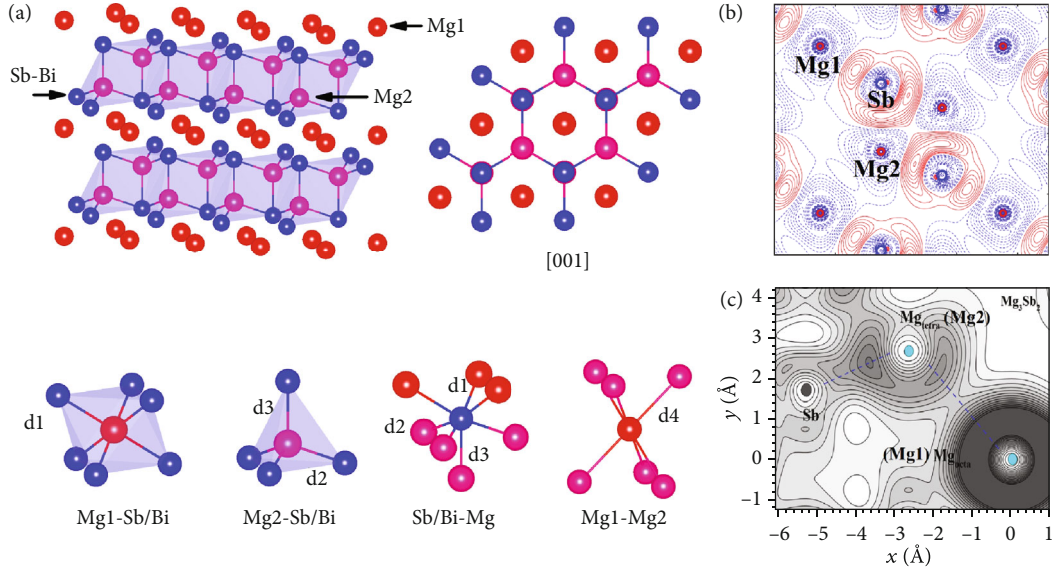 (a)
Mg1
Sb-Bi
Mg2
[001]
d1
Mg1-Sb/Bi
d3
d2
Mg2-Sb/Bi
d1
d2
d3
Sb/Bi-Mg
d4
Mg1-Mg2
(b)
Mg1
Sb
Mg2
(c)
Mg3Sb2
Mgtetra (Mg2)
Sb
(Mg1) Mgocta
4
3
2
1
0
−1
y (Å)
−6 −5 −4 −3 −2 −1 0 1
x (Å)